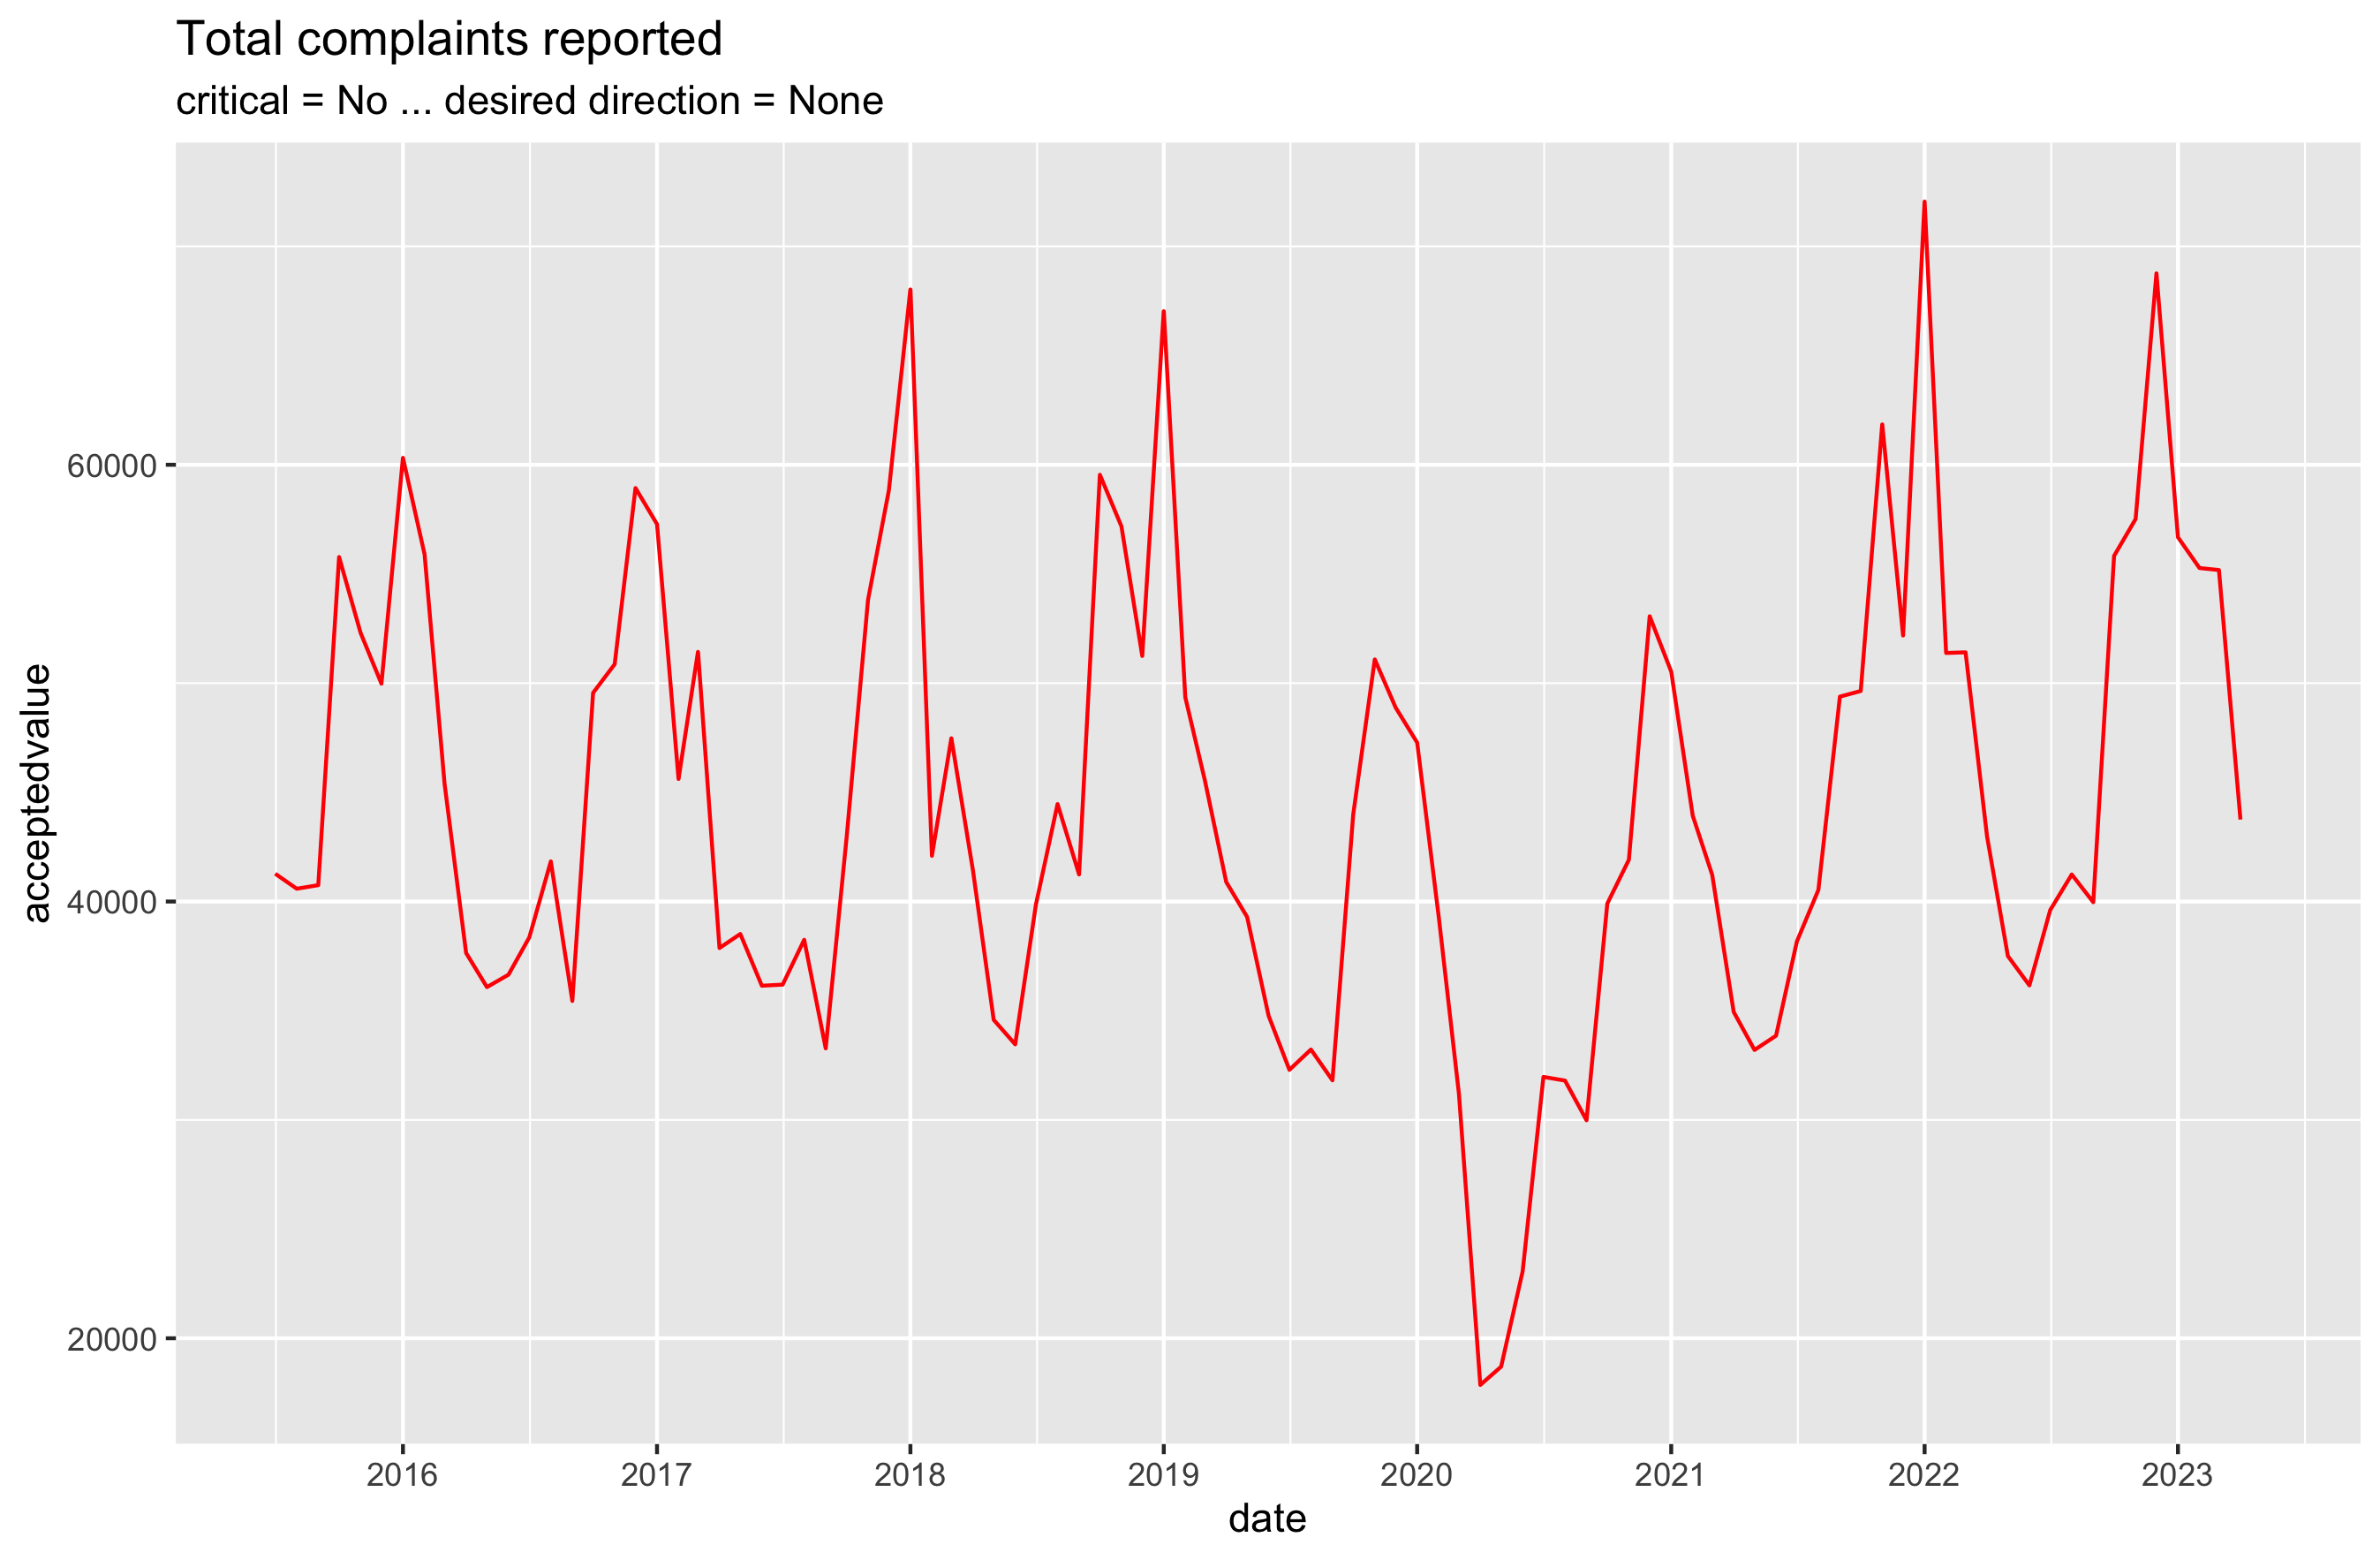 Total complaints reported
critical = No ... desired direction = None
acceptedvalue
60000
40000
20000
2016 2017 2018 2019 2020 2021 2022 2023
date